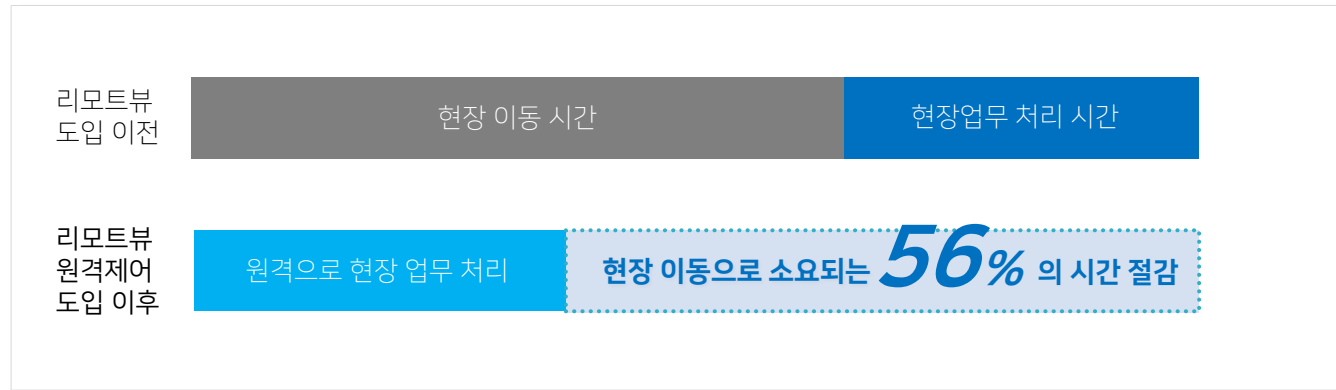 리모트뷰
도입 이전
현장 이동 시간
현장업무 처리 시간
리모트뷰
원격제어
도입 이후
원격으로 현장 업무 처리
현장 이동으로 소요되는 56% 의 시간 절감